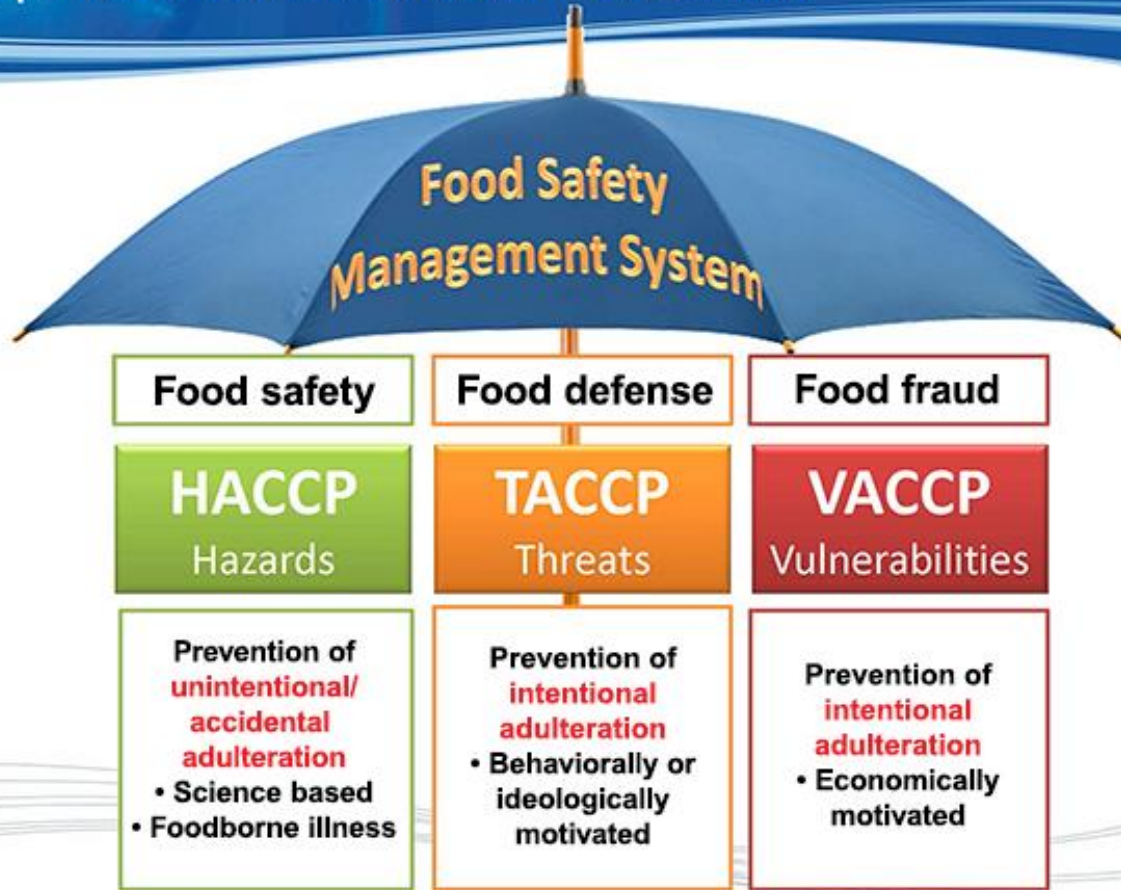 Food Safety
Management System
Food safety
Food defense
Food fraud
HACCP
Hazards
TACCP
Threats
VACCP
Vulnerabilities
Prevention of
unintentional/
accidental
adulteration
• Science based
• Foodborne illness
Prevention of
intentional
adulteration
• Behaviorally or
ideologically
motivated
Prevention of
intentional
adulteration
• Economically
motivated